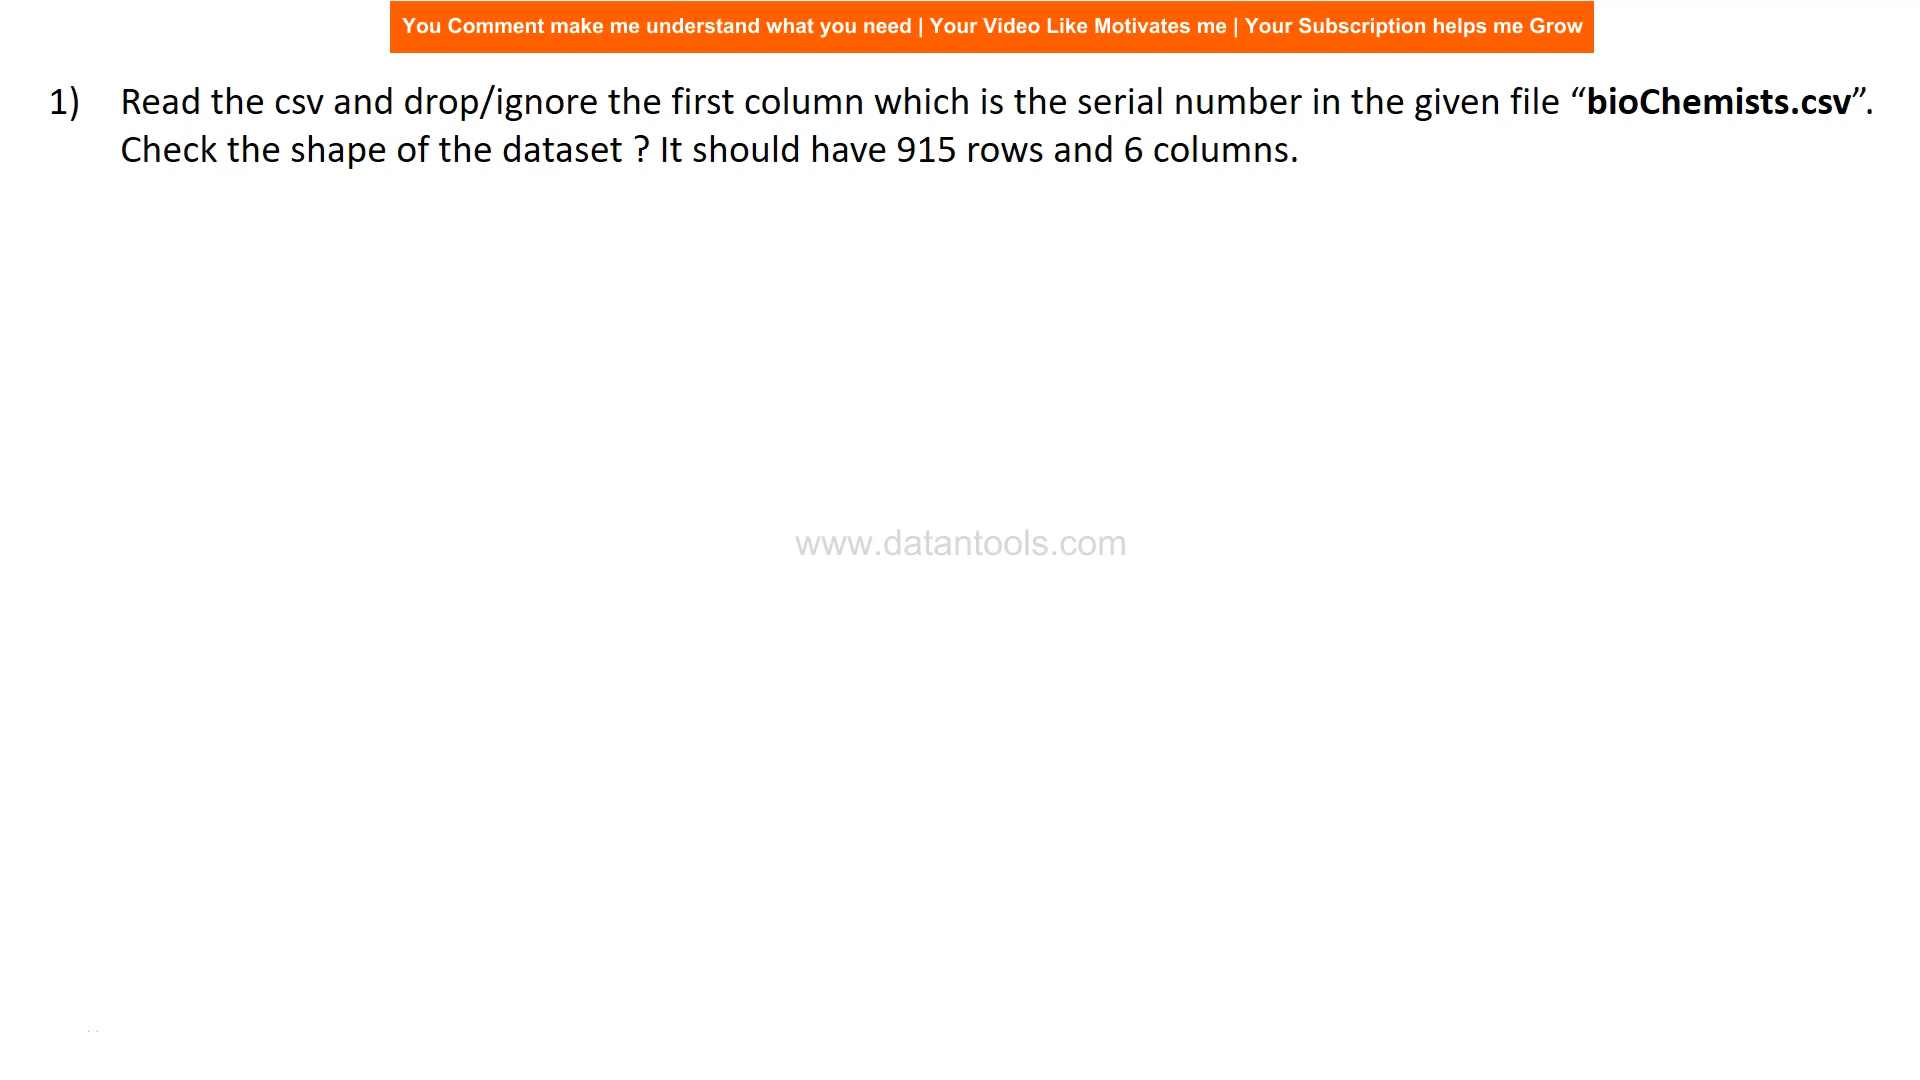 You Comment make me understand what you need | Your Video Like Motivates me | Your Subscription helps me Grow
1) Read the csv and drop/ignore the first column which is the serial number in the given file “bioChemists.csv”.
Check the shape of the dataset ? It should have 915 rows and 6 columns.
www.datantools.com